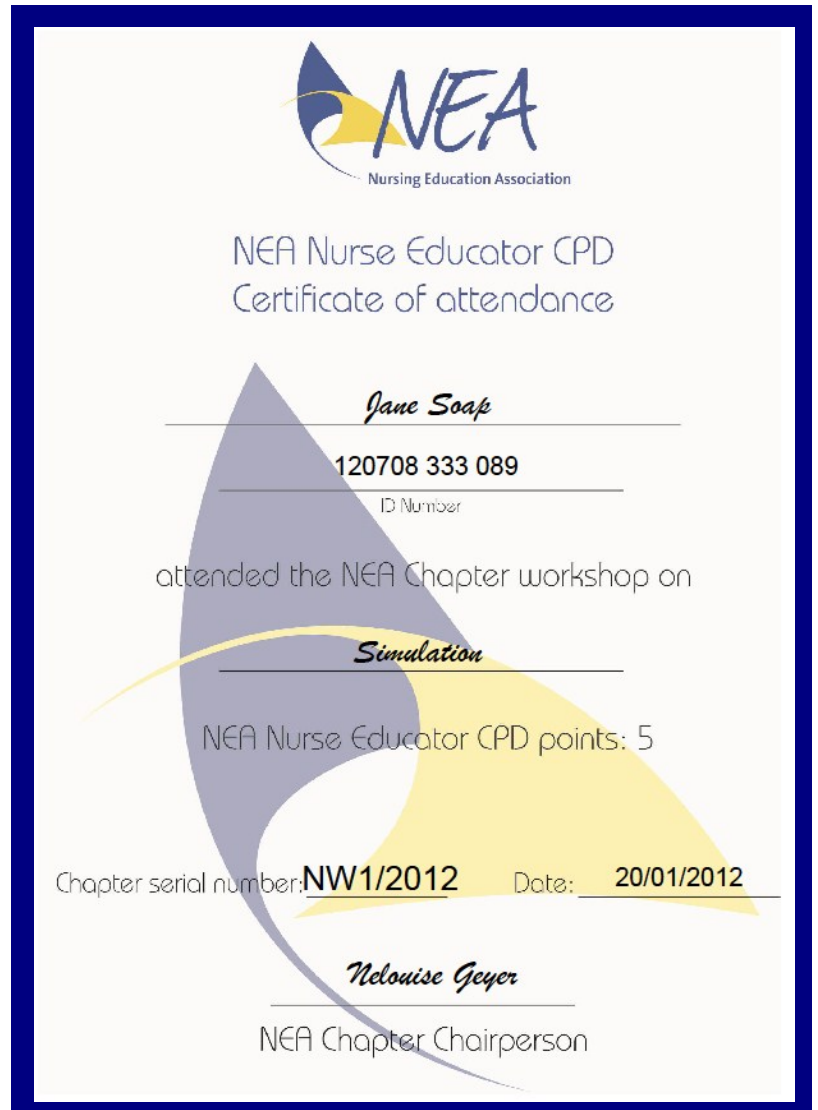 NEA
Nursing Education Association
NEA Nurse Educator CPD
Certificate of attendance
Jane Soap
120708 333 089
ID Number
attended the NEA Chapter workshop on
Simulation
NEA Nurse Educator CPD points: 5
Chapter serial number: NW1/2012 Date: 20/01/2012
Nelouise Geyer
NEA Chapter Chairperson